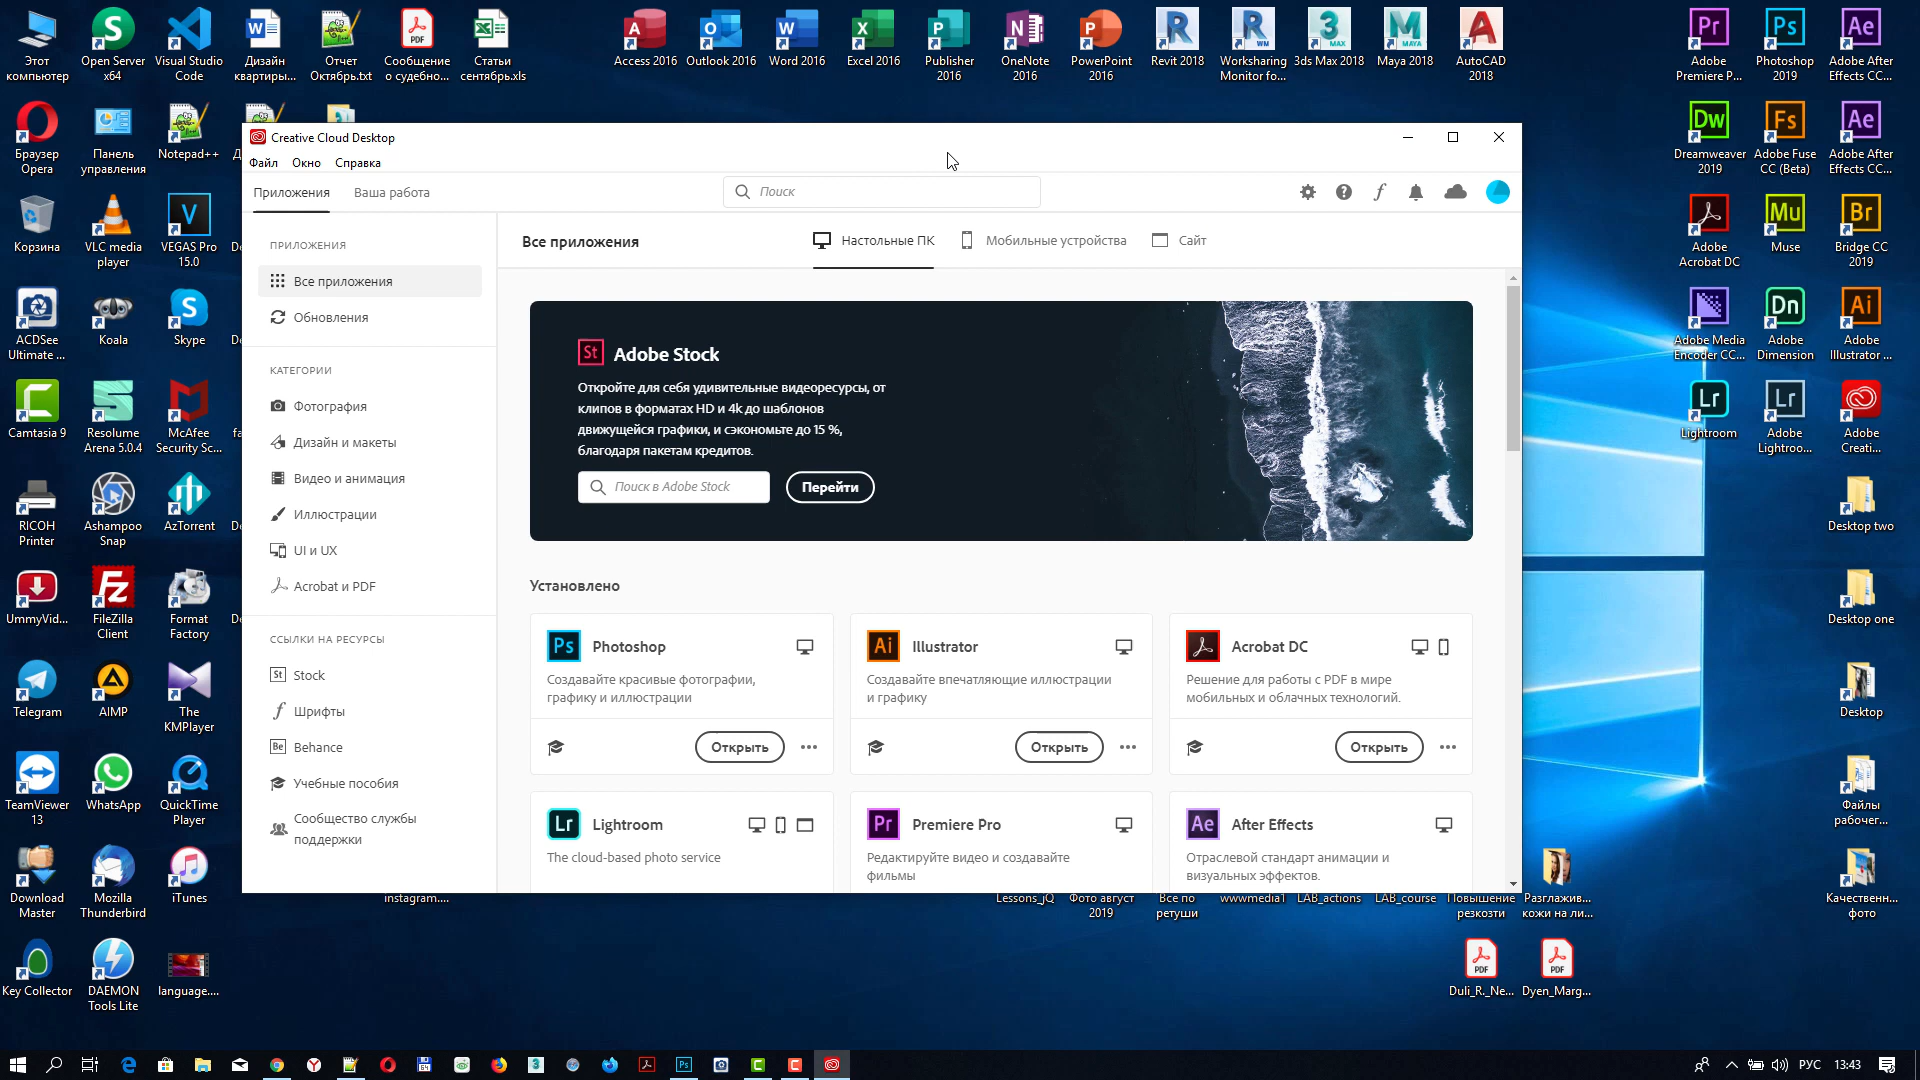 Этот
компьютер
Open Server
x64
Visual Studio
Code
Дизайн
квартиры...
Отчет
Октябрь.txt
Сообщение
о судебно...
Статьи
сентябрь.xls
Access 2016
Outlook 2016
Word 2016
Excel 2016
Publisher
2016
OneNote
2016
PowerPoint
2016
Revit 2018
Worksharing
Monitor fo...
3ds Max 2018
Maya 2018
AutoCAD
2018
Adobe
Premiere P...
Photoshop
2019
Adobe After
Effects CC...
Браузер
Opera
Панель
управления
Notepad++
Dreamweaver
2019
Adobe Fuse
CC (Beta)
Adobe After
Effects CC...
Корзина
VLC media
player
VEGAS Pro
15.0
Adobe
Acrobat DC
Muse
Bridge CC
2019
ACDSee
Ultimate ...
Koala
Skype
Adobe Media
Encoder CC...
Adobe
Dimension
Adobe
Illustrator ...
Camtasia 9
Resolume
Arena 5.0.4
McAfee
Security Sc...
Lightroom
Adobe
Lightroo...
Adobe
Creati...
RICOH
Printer
Ashampoo
Snap
AzTorrent
Desktop two
UmmyVid...
FileZilla
Client
Format
Factory
Desktop one
Telegram
AIMP
The
KMPlayer
Desktop
TeamViewer
13
WhatsApp
QuickTime
Player
Файлы
рабочег...
Download
Master
Mozilla
Thunderbird
iTunes
instagram....
Lessons_jQ
Фото август
2019
Все по
ретуши
wwwmedia1
LAB_actions
LAB_course
Повышение
резкозти
Разглажив...
кожи на ли...
Качественн...
фото
Key Collector
DAEMON
Tools Lite
language....
Duli_R._Ne...
Dyen_Marg...
Creative Cloud Desktop
Файл Окно Справка
Приложения Ваша работа
Поиск
ПРИЛОЖЕНИЯ
Все приложения
Обновления
КАТЕГОРИИ
Фотография
Дизайн и макеты
Видео и анимация
Иллюстрации
UI и UX
Acrobat и PDF
ССЫЛКИ НА РЕСУРСЫ
St Stock
Шрифты
Be Behance
Учебные пособия
Сообщество службы
поддержки
Все приложения
Настольные ПК Мобильные устройства Сайт
St Adobe Stock
Откройте для себя удивительные видеоресурсы, от
клипов в форматах HD и 4k до шаблонов
движущейся графики, и сэкономьте до 15 %,
благодаря пакетам кредитов.
Поиск в Adobe Stock Перейти
Установлено
Ps Photoshop
Создавайте красивые фотографии,
графику и иллюстрации
Открыть
Ai Illustrator
Создавайте впечатляющие иллюстрации
и графику
Открыть
Acrobat DC
Решение для работы с PDF в мире
мобильных и облачных технологий.
Открыть
Lr Lightroom
The cloud-based photo service
Pr Premiere Pro
Редактируйте видео и создавайте
фильмы
Ae After Effects
Отраслевой стандарт анимации и
визуальных эффектов.
РУС 13:43